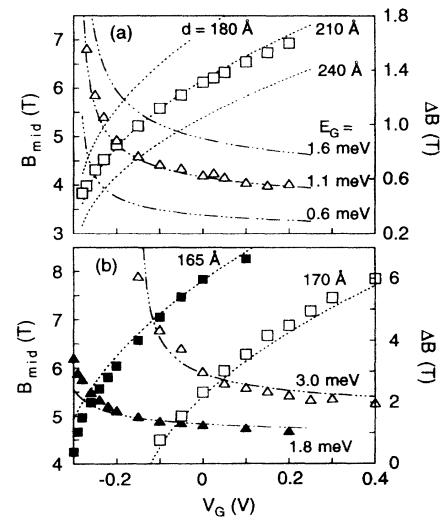 (a)
d = 180 Å
210 Å
240 Å
E_G =
1.6 meV
1.1 meV
0.6 meV
B_mid (T)
7
6
5
4
3
ΔB (T)
1.8
1.4
1.0
0.6
0.2
(b)
165 Å
170 Å
3.0 meV
1.8 meV
B_mid (T)
8
7
6
5
4
ΔB (T)
6
4
2
0
-0.2
0
0.2
0.4
V_G (V)